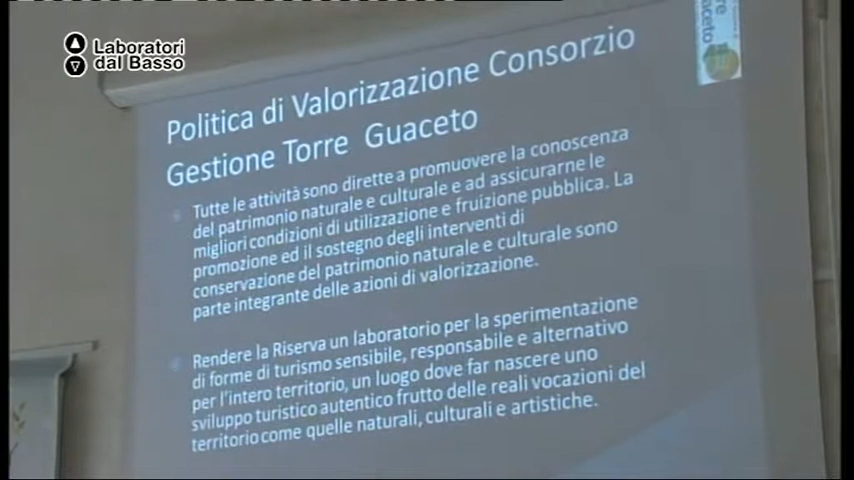 Laboratori
dal Basso
re
uaceto
Politica di Valorizzazione Consorzio
Gestione Torre Guaceto
Tutte le attività sono dirette a promuovere la conoscenza
del patrimonio naturale e culturale e ad assicurarne le
migliori condizioni di utilizzazione e fruizione pubblica. La
promozione ed il sostegno degli interventi di
conservazione del patrimonio naturale e culturale sono
parte integrante delle azioni di valorizzazione.
Rendere la Riserva un laboratorio per la sperimentazione
di forme di turismo sensibile, responsabile e alternativo
per l'intero territorio, un luogo dove far nascere uno
sviluppo turistico autentico frutto delle reali vocazioni del
territorio come quelle naturali, culturali e artistiche.